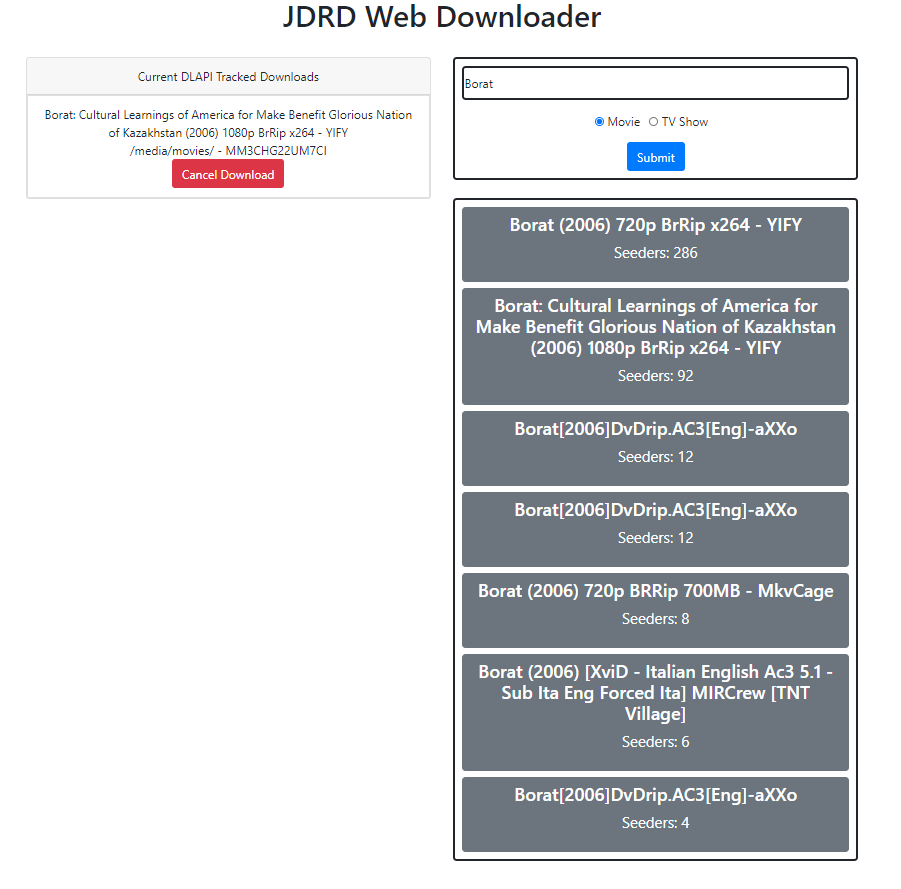 JDRD Web Downloader
Current DLAPI Tracked Downloads
Borat: Cultural Learnings of America for Make Benefit Glorious Nation
of Kazakhstan (2006) 1080p BrRip x264 - YIFY
/media/movies/ - MM3CHG22UM7CI
Cancel Download
Borat
Movie TV Show
Submit
Borat (2006) 720p BrRip x264 - YIFY
Seeders: 286
Borat: Cultural Learnings of America for
Make Benefit Glorious Nation of Kazakhstan
(2006) 1080p BrRip x264 - YIFY
Seeders: 92
Borat[2006]DvDrip.AC3[Eng]-aXXo
Seeders: 12
Borat[2006]DvDrip.AC3[Eng]-aXXo
Seeders: 12
Borat (2006) 720p BRRip 700MB - MkvCage
Seeders: 8
Borat (2006) [XviD - Italian English Ac3 5.1 -
Sub Ita Eng Forced Ita] MIRCrew [TNT
Village]
Seeders: 6
Borat[2006]DvDrip.AC3[Eng]-aXXo
Seeders: 4